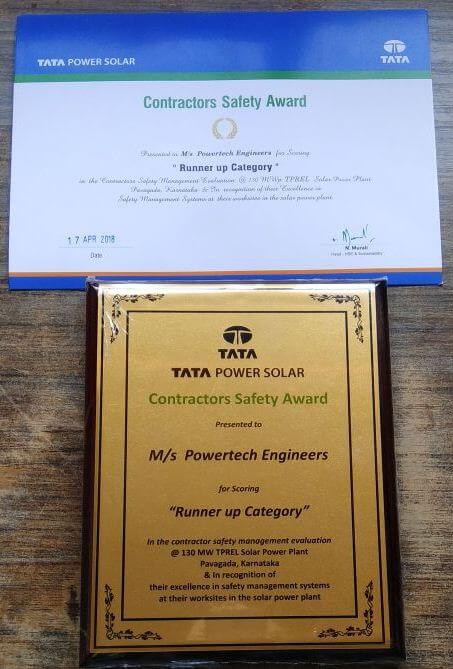 TATA POWER SOLAR
TATA
Contractors Safety Award
Presented to M/s Powertech Engineers for Scoring
" Runner up Category "
in the Contractors Safety Management Evaluation @ 130 MWp TPREL Solar Power Plant
Pavagada, Karnataka & In recognition of their Excellence in
Safety Management Systems at their worksites in the solar power plant
17 APR 2018
Date
N. Murali
Head - HSE & Sustainability
TATA
TATA POWER SOLAR
Contractors Safety Award
Presented to
M/s Powertech Engineers
for Scoring
“Runner up Category”
In the contractor safety management evaluation
@ 130 MW TPREL Solar Power Plant
Pavagada, Karnataka
& In recognition of
their excellence in safety management systems
at their worksites in the solar power plant